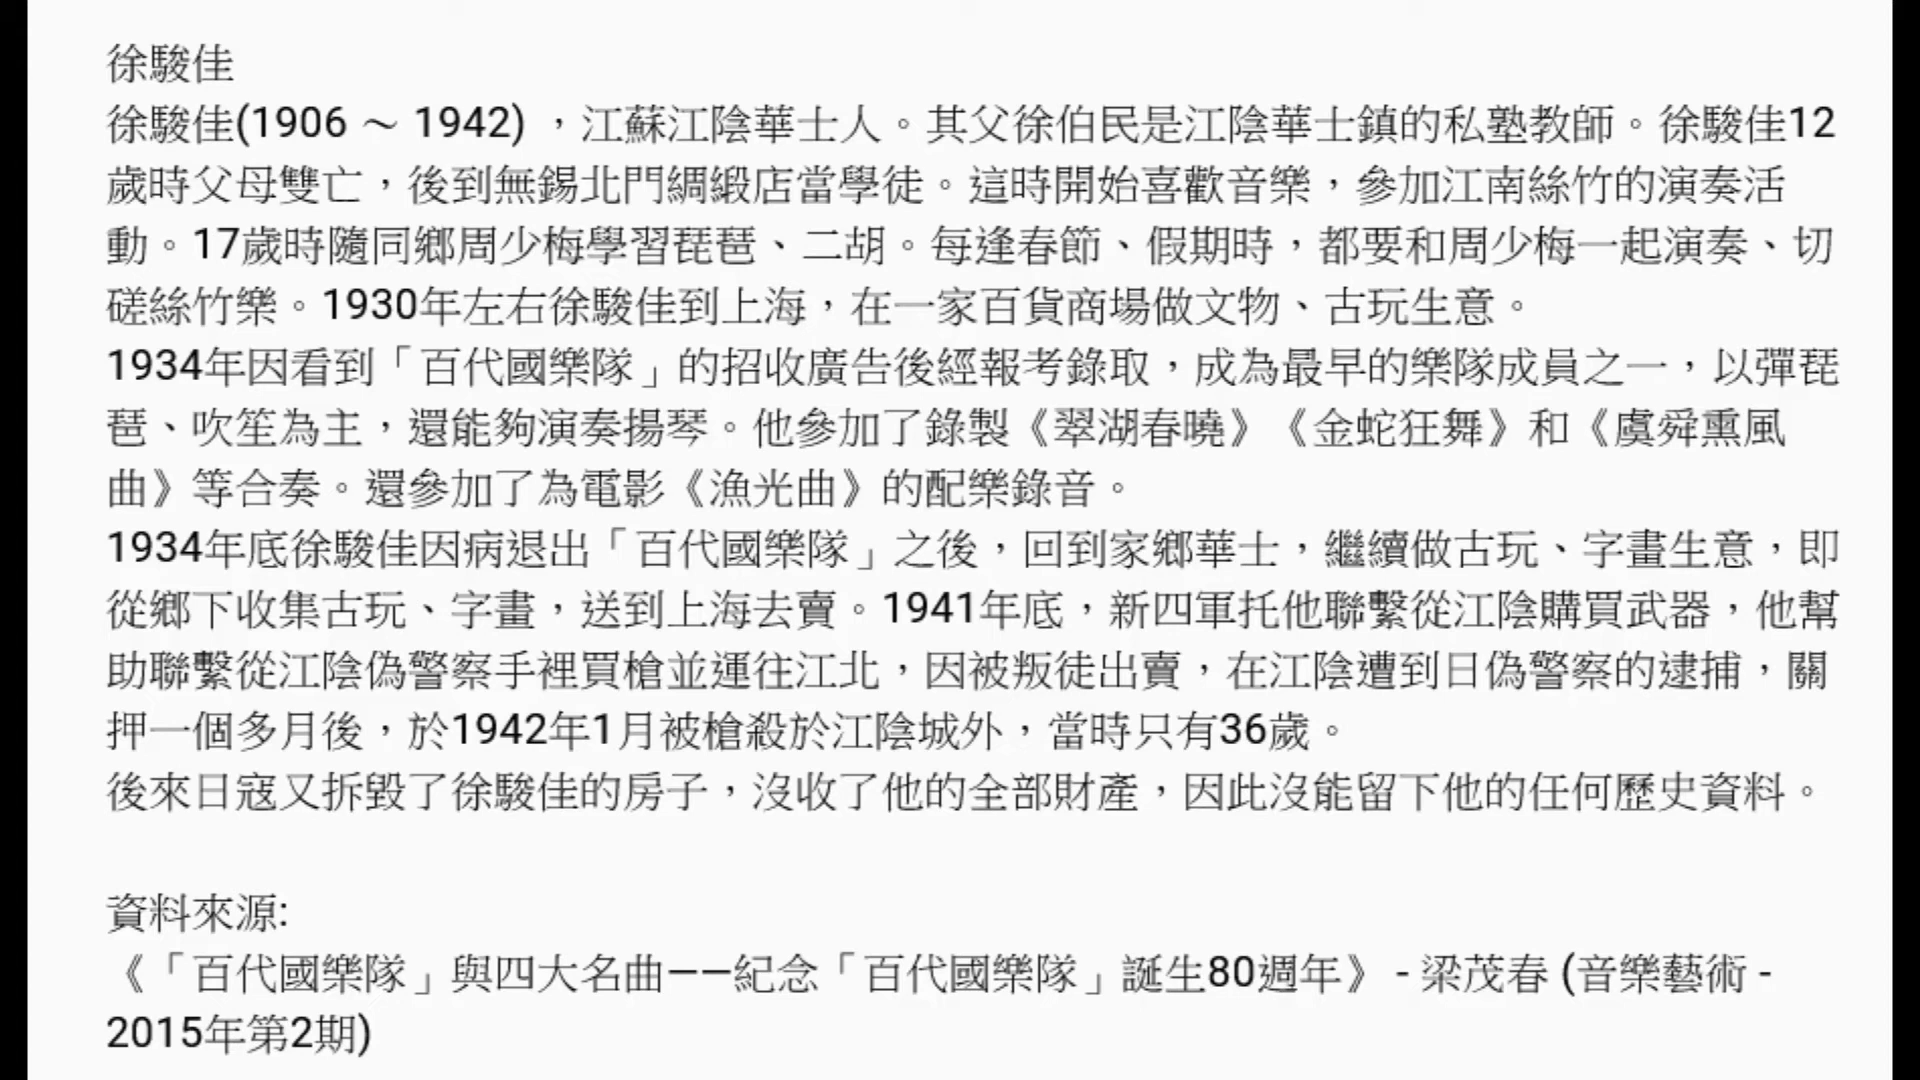 徐駿佳
徐駿佳(1906 ～ 1942) ，江蘇江陰華士人。其父徐伯民是江陰華士鎮的私塾教師。徐駿佳12
歲時父母雙亡，後到無錫北門綢緞店當學徒。這時開始喜歡音樂，參加江南絲竹的演奏活
動。17歲時隨同鄉周少梅學習琵琶、二胡。每逢春節、假期時，都要和周少梅一起演奏、切
磋絲竹樂。1930年左右徐駿佳到上海，在一家百貨商場做文物、古玩生意。
1934年因看到「百代國樂隊」的招收廣告後經報考錄取，成為最早的樂隊成員之一，以彈琵
琶、吹笙為主，還能夠演奏揚琴。他參加了錄製《翠湖春曉》《金蛇狂舞》和《虞舜熏風
曲》等合奏。還參加了為電影《漁光曲》的配樂錄音。
1934年底徐駿佳因病退出「百代國樂隊」之後，回到家鄉華士，繼續做古玩、字畫生意，即
從鄉下收集古玩、字畫，送到上海去賣。1941年底，新四軍托他聯繫從江陰購買武器，他幫
助聯繫從江陰偽警察手裡買槍並運往江北，因被叛徒出賣，在江陰遭到日偽警察的逮捕，關
押一個多月後，於1942年1月被槍殺於江陰城外，當時只有36歲。
後來日寇又拆毀了徐駿佳的房子，沒收了他的全部財產，因此沒能留下他的任何歷史資料。
資料來源:
《「百代國樂隊」與四大名曲——紀念「百代國樂隊」誕生80週年》 - 梁茂春 (音樂藝術 -
2015年第2期)